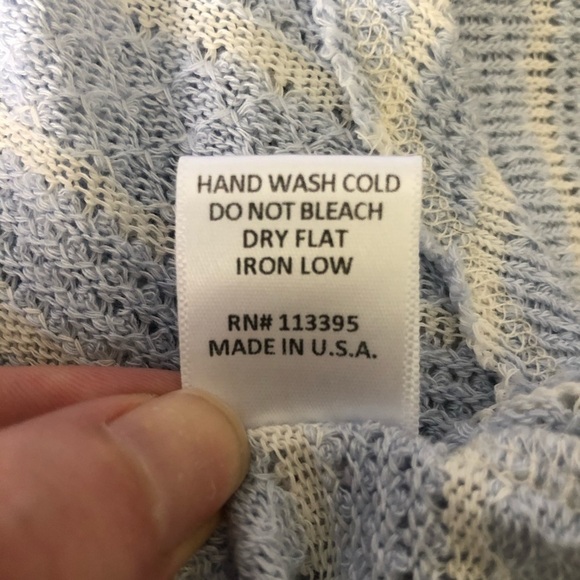 HAND WASH COLD
DO NOT BLEACH
DRY FLAT
IRON LOW
RN# 113395
MADE IN U.S.A.